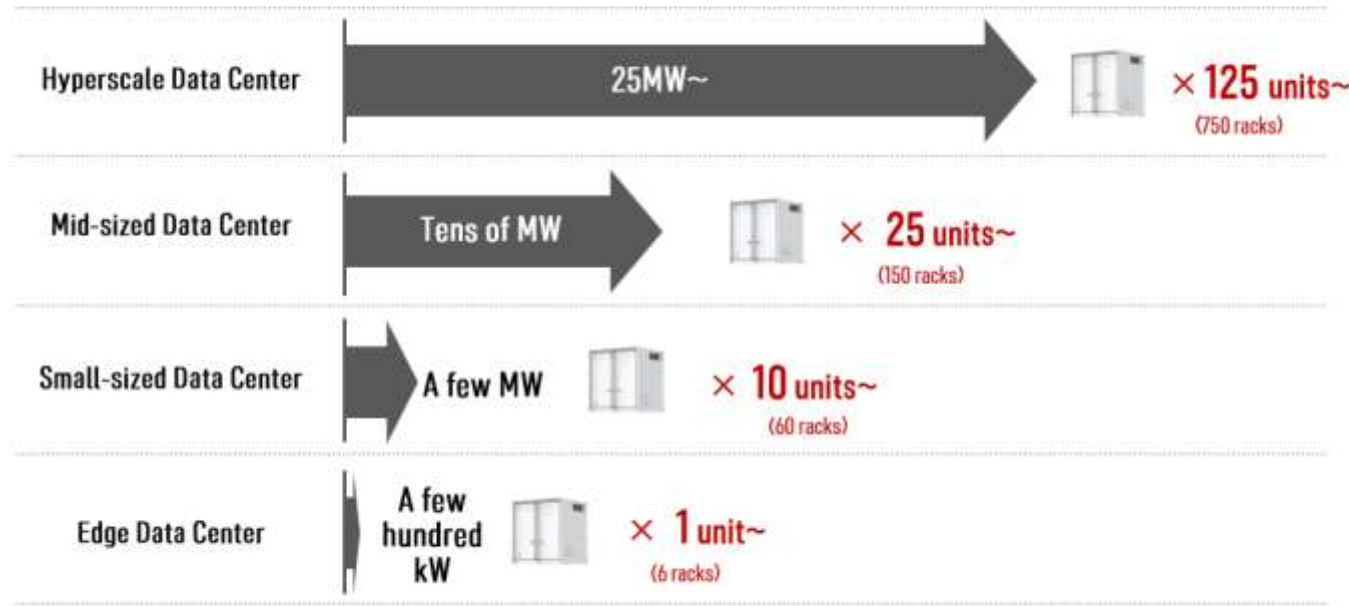 Hyperscale Data Center
25MW~
× 125 units~
(750 racks)
Mid-sized Data Center
Tens of MW
× 25 units~
(150 racks)
Small-sized Data Center
A few MW
× 10 units~
(60 racks)
Edge Data Center
A few
hundred
kW
× 1 unit~
(6 racks)